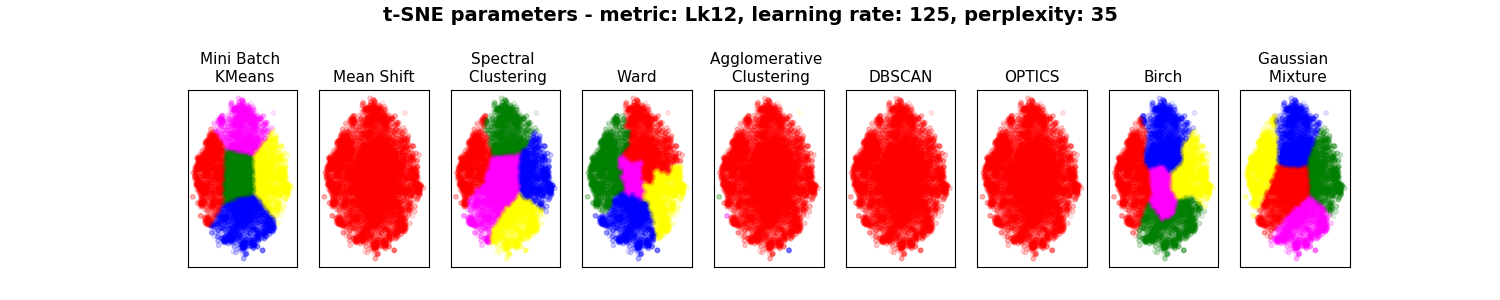 t-SNE parameters - metric: Lk12, learning rate: 125, perplexity: 35
Mini Batch
KMeans
Mean Shift
Spectral
Clustering
Ward
Agglomerative
Clustering
DBSCAN
OPTICS
Birch
Gaussian
Mixture